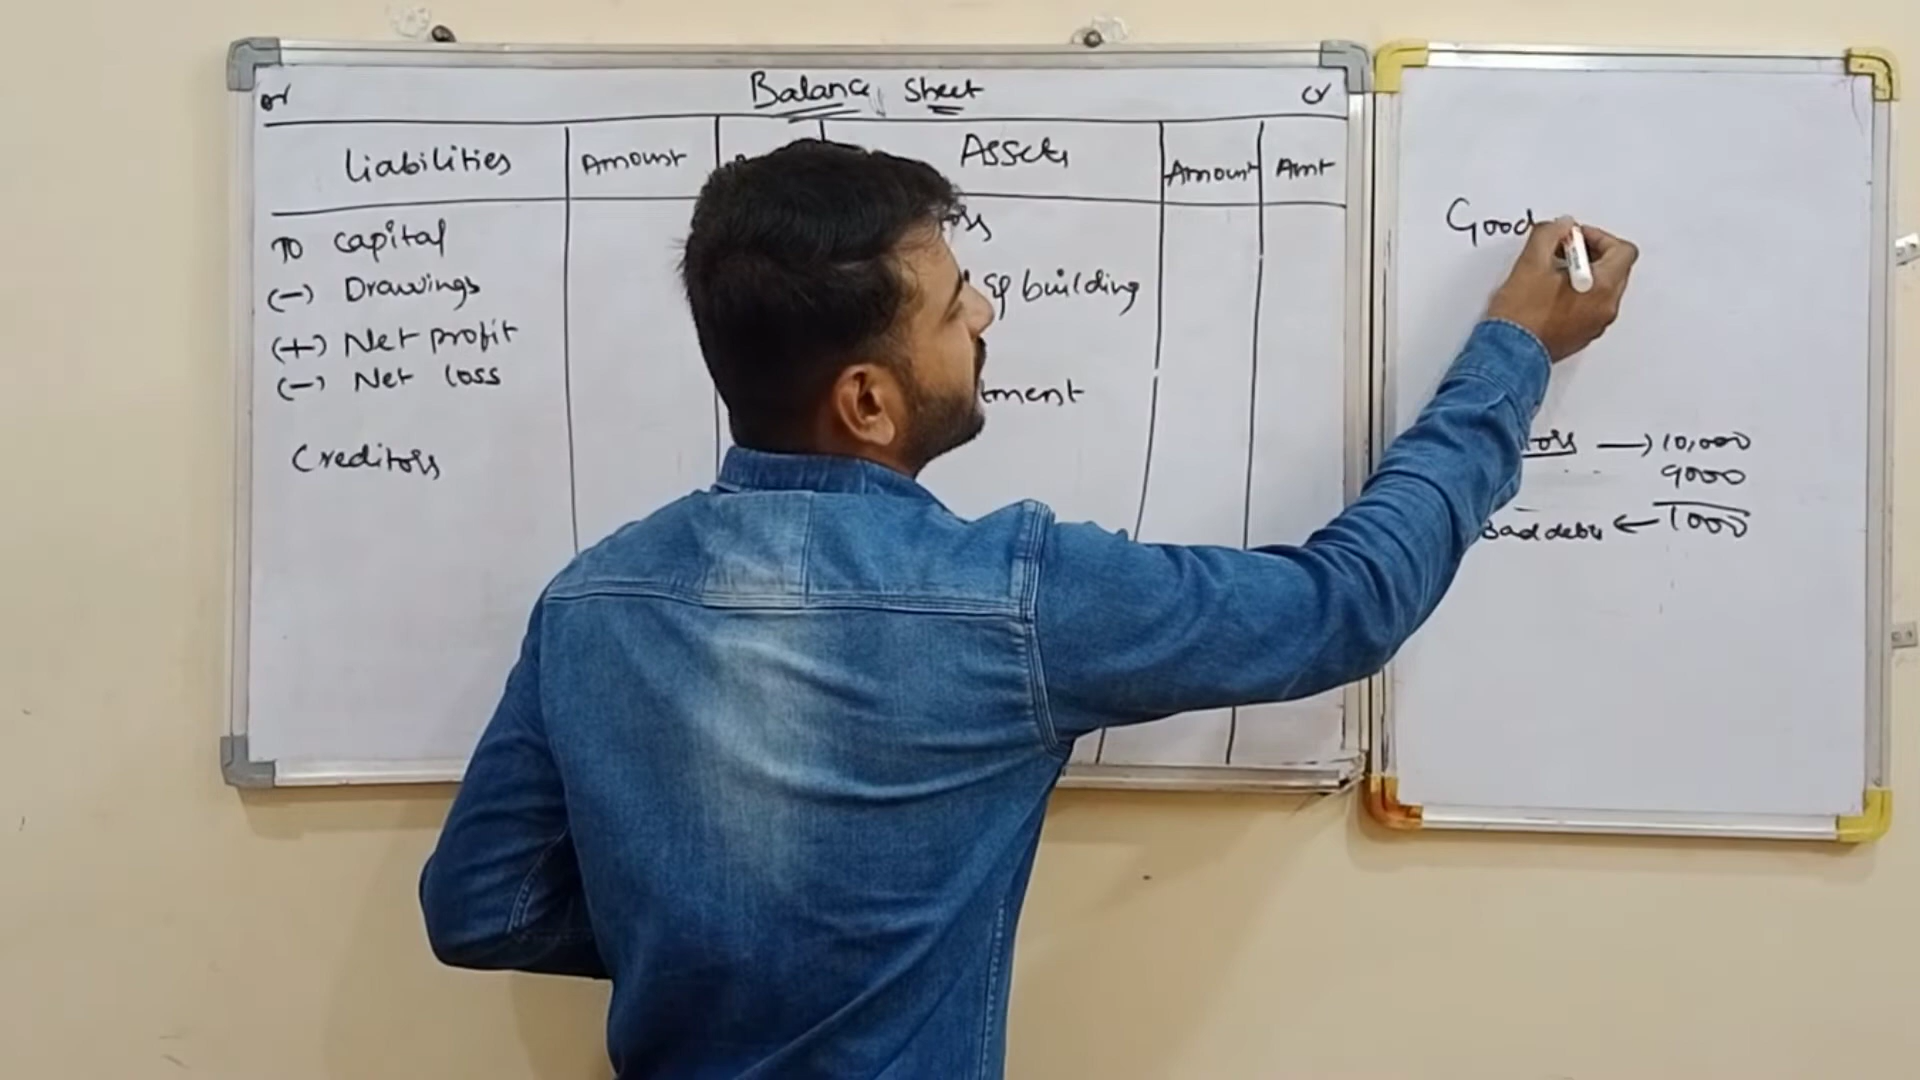 Balance Sheet
Dr
Cr
Liabilities Amount
Assets Amount Amt
To Capital
(-) Drawings
(+) Net profit
(-) Net loss
Creditors
building
Good
→ 10,000
9000
Bad debts ← 1000